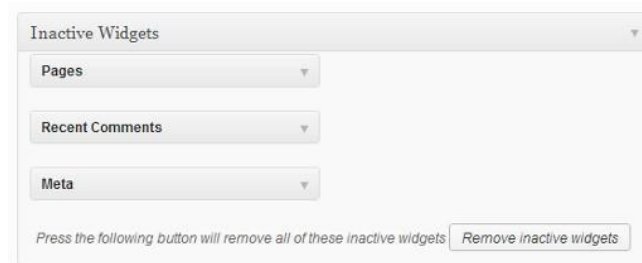 Inactive Widgets
Pages
Recent Comments
Meta
Press the following button will remove all of these inactive widgets Remove inactive widgets